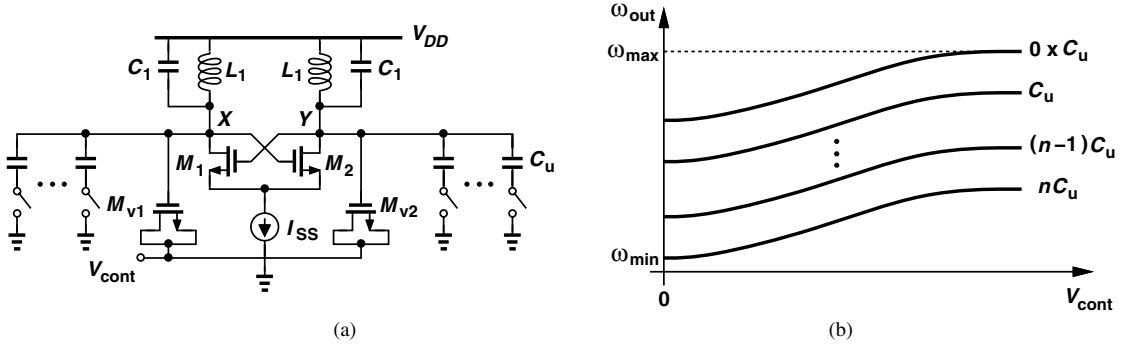 V_DD
C_1 L_1 L_1 C_1
X Y
M_1 M_2
C_u
M_v1 M_v2
I_SS
V_cont
(a)
ω_out
ω_max
0 x C_u
C_u
(n−1)C_u
nC_u
ω_min
0
V_cont
(b)